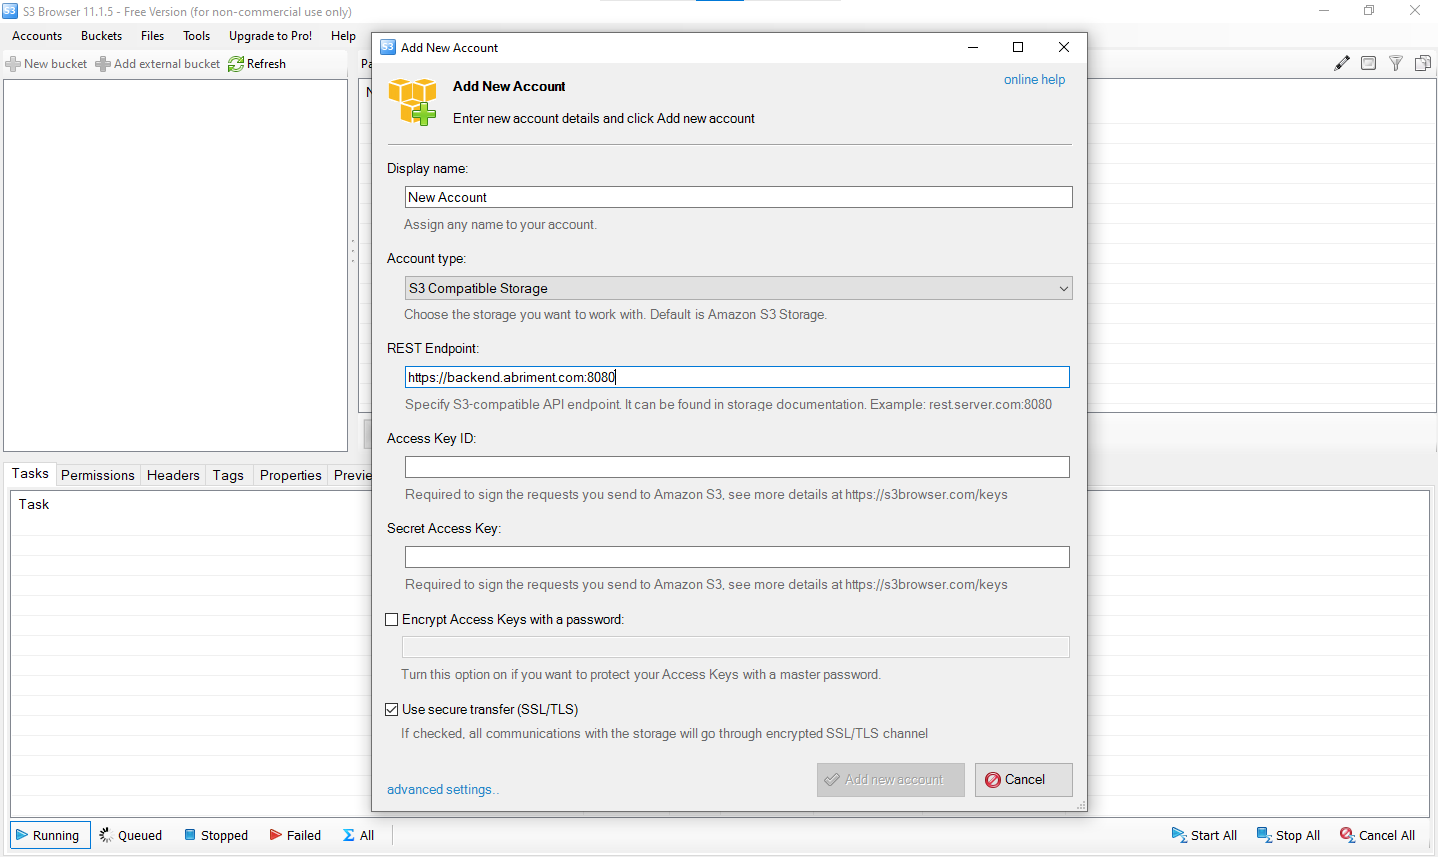 S3 Browser 11.1.5 - Free Version (for non-commercial use only)
Accounts Buckets Files Tools Upgrade to Pro! Help
New bucket Add external bucket Refresh
Add New Account
online help
Add New Account
Enter new account details and click Add new account
Display name:
New Account
Assign any name to your account.
Account type:
S3 Compatible Storage
Choose the storage you want to work with. Default is Amazon S3 Storage.
REST Endpoint:
https://backend.abriment.com:8080
Specify S3-compatible API endpoint. It can be found in storage documentation. Example: rest.server.com:8080
Access Key ID:
Required to sign the requests you send to Amazon S3, see more details at https://s3browser.com/keys
Secret Access Key:
Required to sign the requests you send to Amazon S3, see more details at https://s3browser.com/keys
Encrypt Access Keys with a password:
Turn this option on if you want to protect your Access Keys with a master password.
Use secure transfer (SSL/TLS)
If checked, all communications with the storage will go through encrypted SSL/TLS channel
advanced settings..
Add new account Cancel
Tasks Permissions Headers Tags Properties
Task
Running Queued Stopped Failed All
Start All Stop All Cancel All